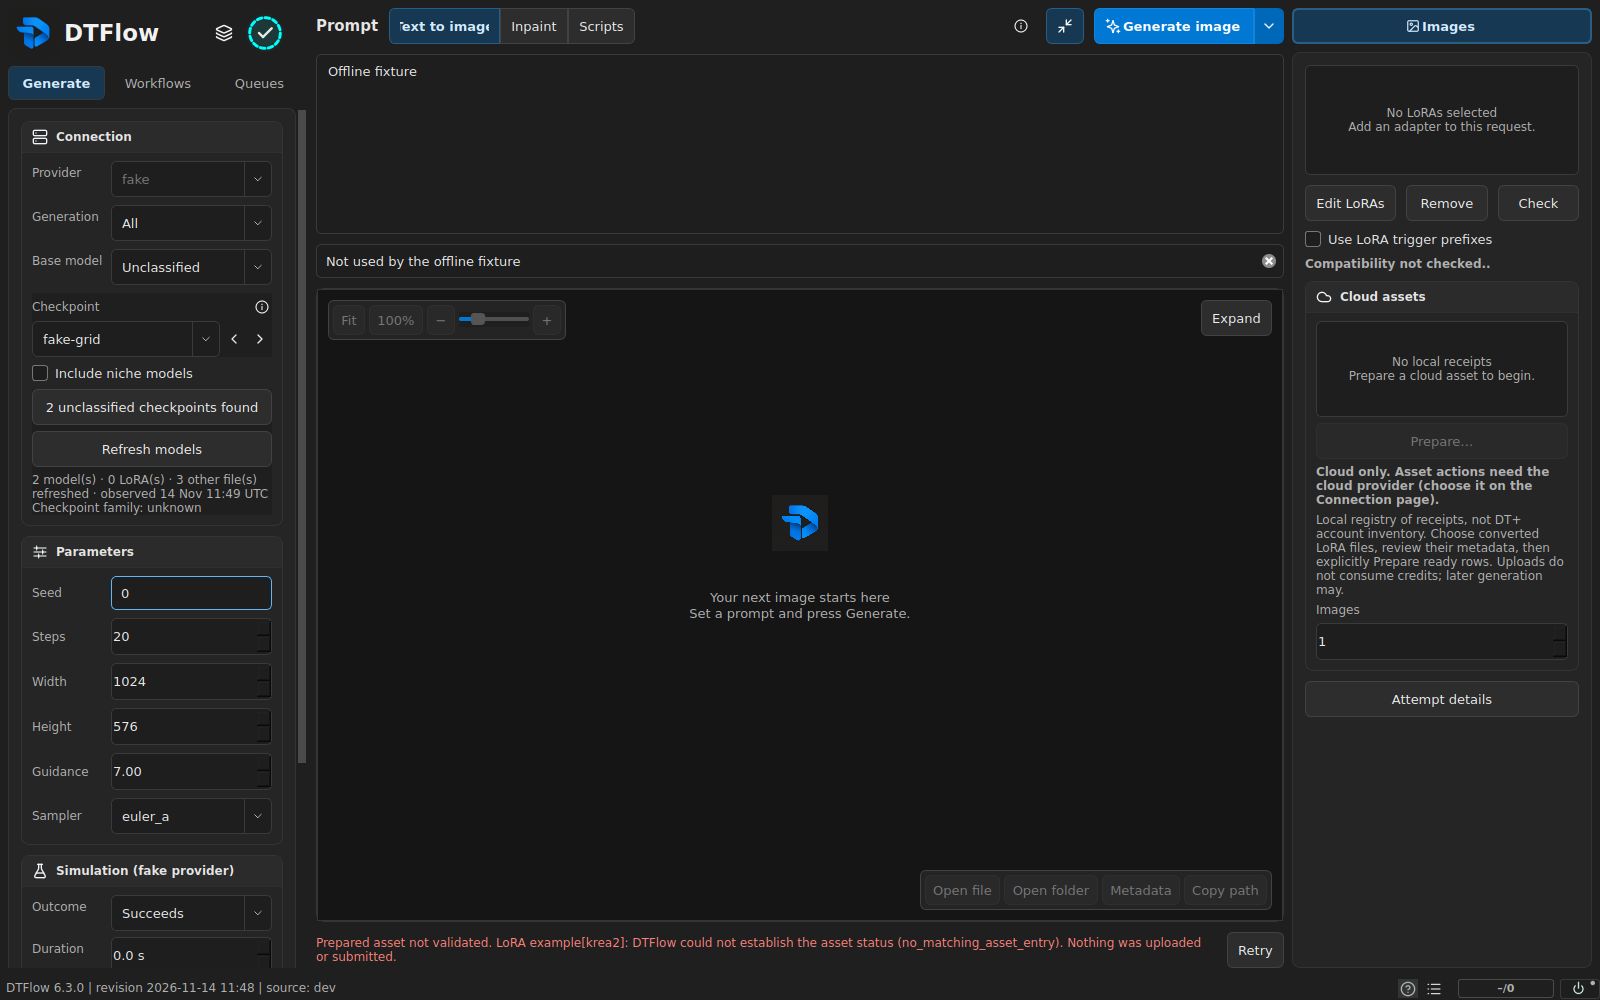 DTFlow
Generate
Workflows
Queues
Connection
Provider
fake
Generation
All
Base model
Unclassified
Checkpoint
fake-grid
Include niche models
2 unclassified checkpoints found
Refresh models
2 model(s) · 0 LoRA(s) · 3 other file(s)
refreshed · observed 14 Nov 11:49 UTC
Checkpoint family: unknown
Parameters
Seed
0
Steps
20
Width
1024
Height
576
Guidance
7.00
Sampler
euler_a
Simulation (fake provider)
Outcome
Succeeds
Duration
0.0 s
Prompt
Text to image
Inpaint
Scripts
Generate image
Offline fixture
Not used by the offline fixture
Fit
100%
−
+
Expand
Your next image starts here
Set a prompt and press Generate.
Open file
Open folder
Metadata
Copy path
Prepared asset not validated. LoRA example[krea2]: DTFlow could not establish the asset status (no_matching_asset_entry). Nothing was uploaded
or submitted.
Retry
Images
No LoRAs selected
Add an adapter to this request.
Edit LoRAs
Remove
Check
Use LoRA trigger prefixes
Compatibility not checked..
Cloud assets
No local receipts
Prepare a cloud asset to begin.
Prepare...
Cloud only. Asset actions need the
cloud provider (choose it on the
Connection page).
Local registry of receipts, not DT+
account inventory. Choose converted
LoRA files, review their metadata, then
explicitly Prepare ready rows. Uploads do
not consume credits; later generation
may.
Images
1
Attempt details
DTFlow 6.3.0 | revision 2026-11-14 11:48 | source: dev
–/0